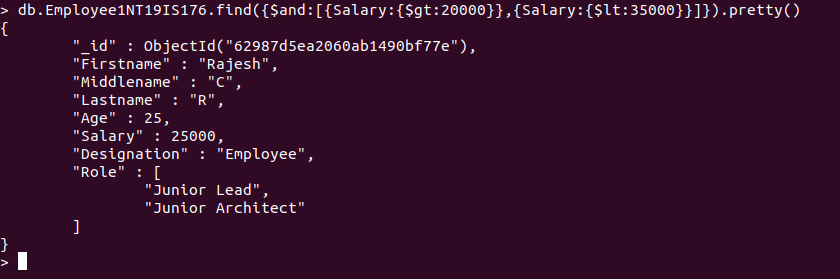 > db.Employee1NT19IS176.find({$and:[{Salary:{$gt:20000}},{Salary:{$lt:35000}}]}).pretty()
{
        "_id" : ObjectId("62987d5ea2060ab1490bf77e"),
        "Firstname" : "Rajesh",
        "Middlename" : "C",
        "Lastname" : "R",
        "Age" : 25,
        "Salary" : 25000,
        "Designation" : "Employee",
        "Role" : [
                "Junior Lead",
                "Junior Architect"
        ]
}
>